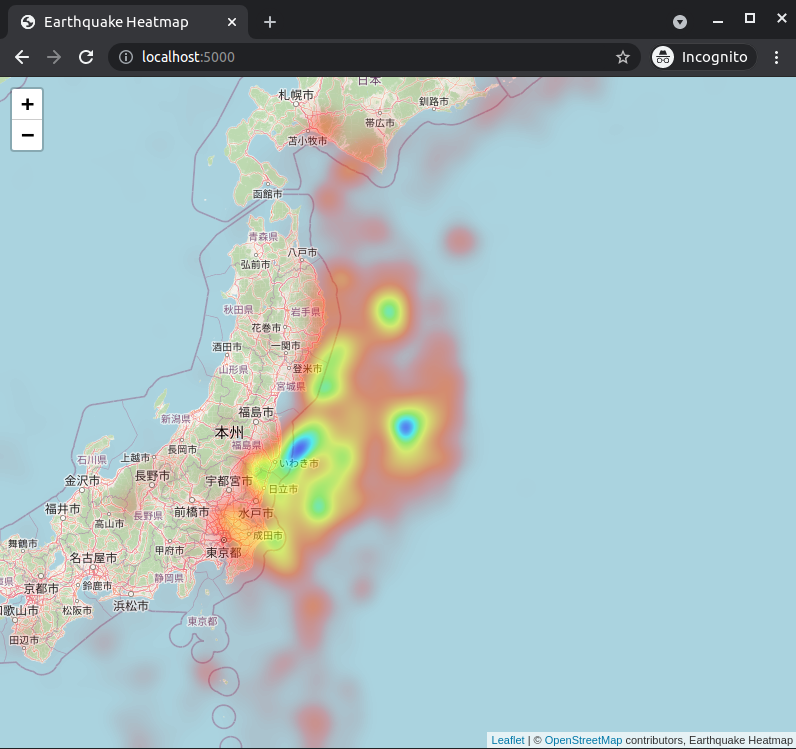 Earthquake Heatmap
localhost:5000
Incognito
+
−
日本
札幌市
釧路市
帯広市
苫小牧市
函館市
青森県
八戸市
弘前市
秋田県
岩手県
花巻市
一関市
酒田市
登米市
山形県
宮城県
福島市
新潟県
本州
福島県
長岡市
石川県
上越市
いわき市
金沢市
長野市
宇都宮市
日立市
福井市
前橋市
水戸市
長野県
高山市
成田市
舞鶴市
甲府市
東京都
名古屋市
静岡県
京都市
鈴鹿市
浜松市
歌山市
松阪市
東京都
田辺市
Leaflet | © OpenStreetMap contributors, Earthquake Heatmap